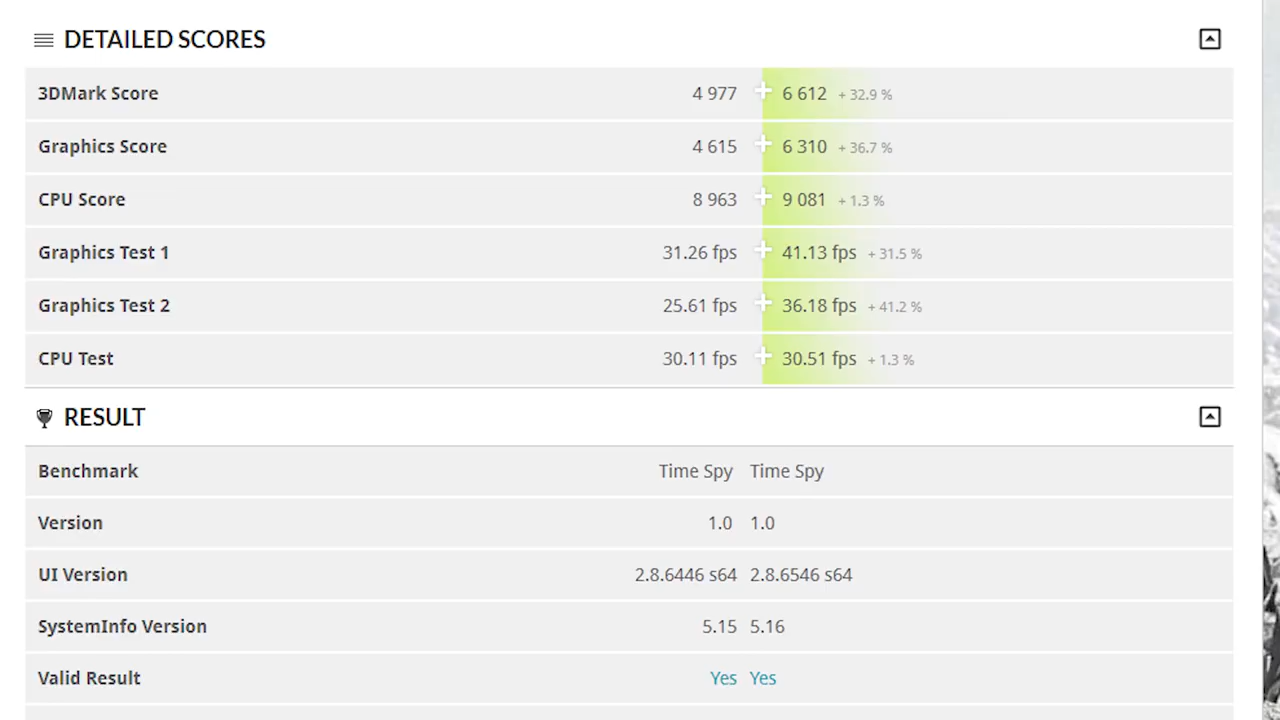 DETAILED SCORES
3DMark Score 4 977 6 612 + 32.9 %
Graphics Score 4 615 6 310 + 36.7 %
CPU Score 8 963 9 081 + 1.3 %
Graphics Test 1 31.26 fps 41.13 fps + 31.5 %
Graphics Test 2 25.61 fps 36.18 fps + 41.2 %
CPU Test 30.11 fps 30.51 fps + 1.3 %
RESULT
Benchmark Time Spy Time Spy
Version 1.0 1.0
UI Version 2.8.6446 s64 2.8.6546 s64
SystemInfo Version 5.15 5.16
Valid Result Yes Yes